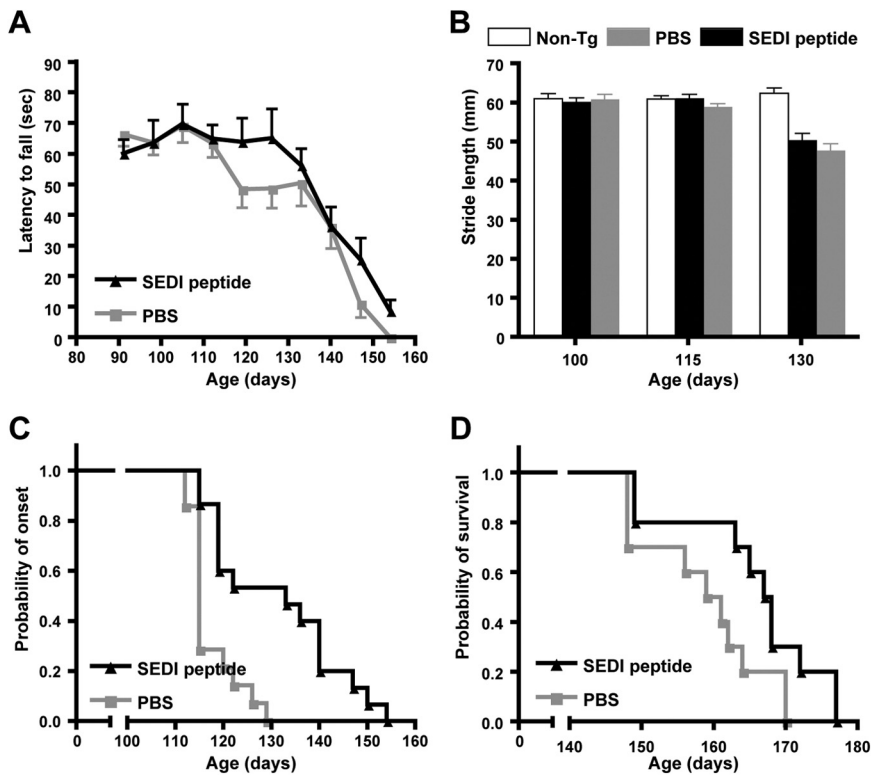 A
Latency to fall (sec)
90
80
70
60
50
40
30
20
10
0
SEDI peptide
PBS
80 90 100 110 120 130 140 150 160
Age (days)
B
Non-Tg PBS SEDI peptide
Stride length (mm)
70
60
50
40
30
20
10
0
100 115 130
Age (days)
C
Probability of onset
1.0
0.8
0.6
0.4
0.2
0.0
SEDI peptide
PBS
0 100 110 120 130 140 150 160
Age (days)
D
Probability of survival
1.0
0.8
0.6
0.4
0.2
0.0
SEDI peptide
PBS
0 140 150 160 170 180
Age (days)